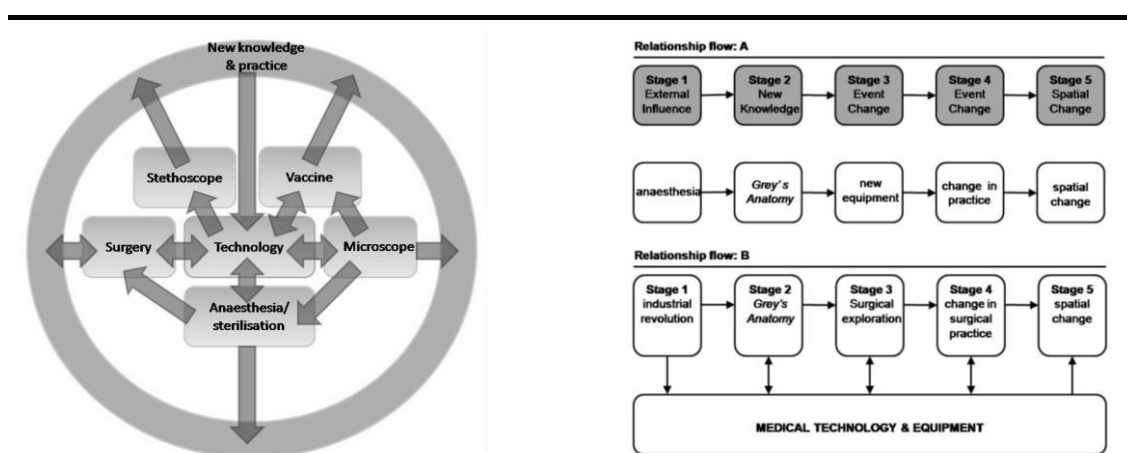 New knowledge
& practice
Stethoscope
Vaccine
Surgery
Technology
Microscope
Anaesthesia/
sterilisation
Relationship flow: A
Stage 1
External
Influence
Stage 2
New
Knowledge
Stage 3
Event
Change
Stage 4
Event
Change
Stage 5
Spatial
Change
anaesthesia
Grey's
Anatomy
new
equipment
change in
practice
spatial
change
Relationship flow: B
Stage 1
industrial
revolution
Stage 2
Grey's
Anatomy
Stage 3
Surgical
exploration
Stage 4
change in
surgical
practice
Stage 5
spatial
change
MEDICAL TECHNOLOGY & EQUIPMENT